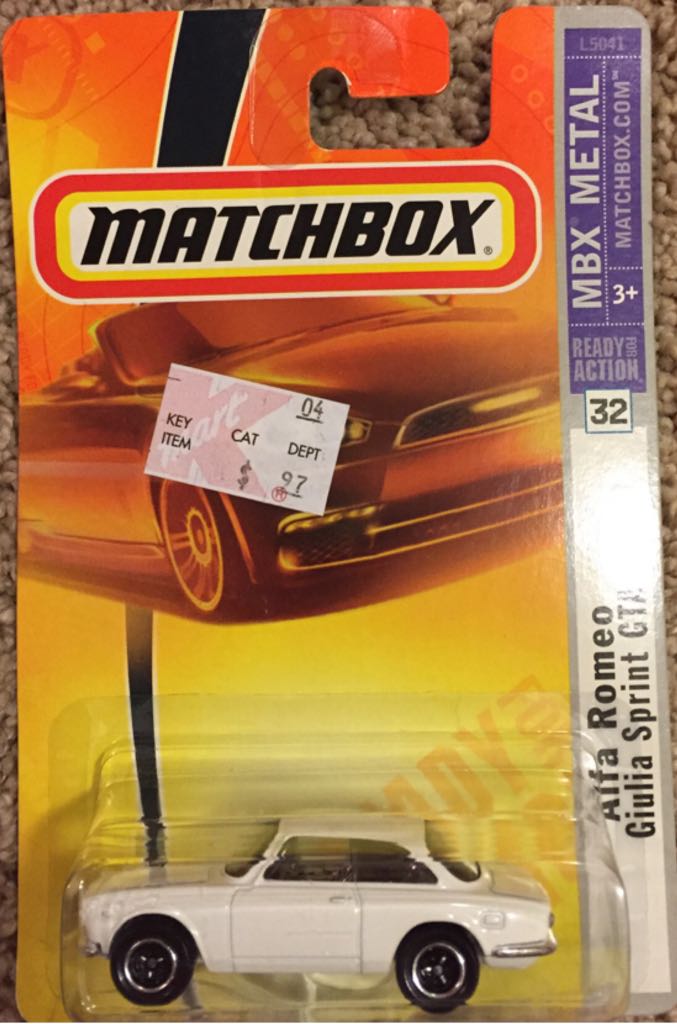 L5041
MATCHBOX®
MBX METAL
MATCHBOX.COM™
3+
READY FOR ACTION
32
04
KEY
ITEM
CAT
DEPT
$ 97
Alfa Romeo
Giulia Sprint GTA